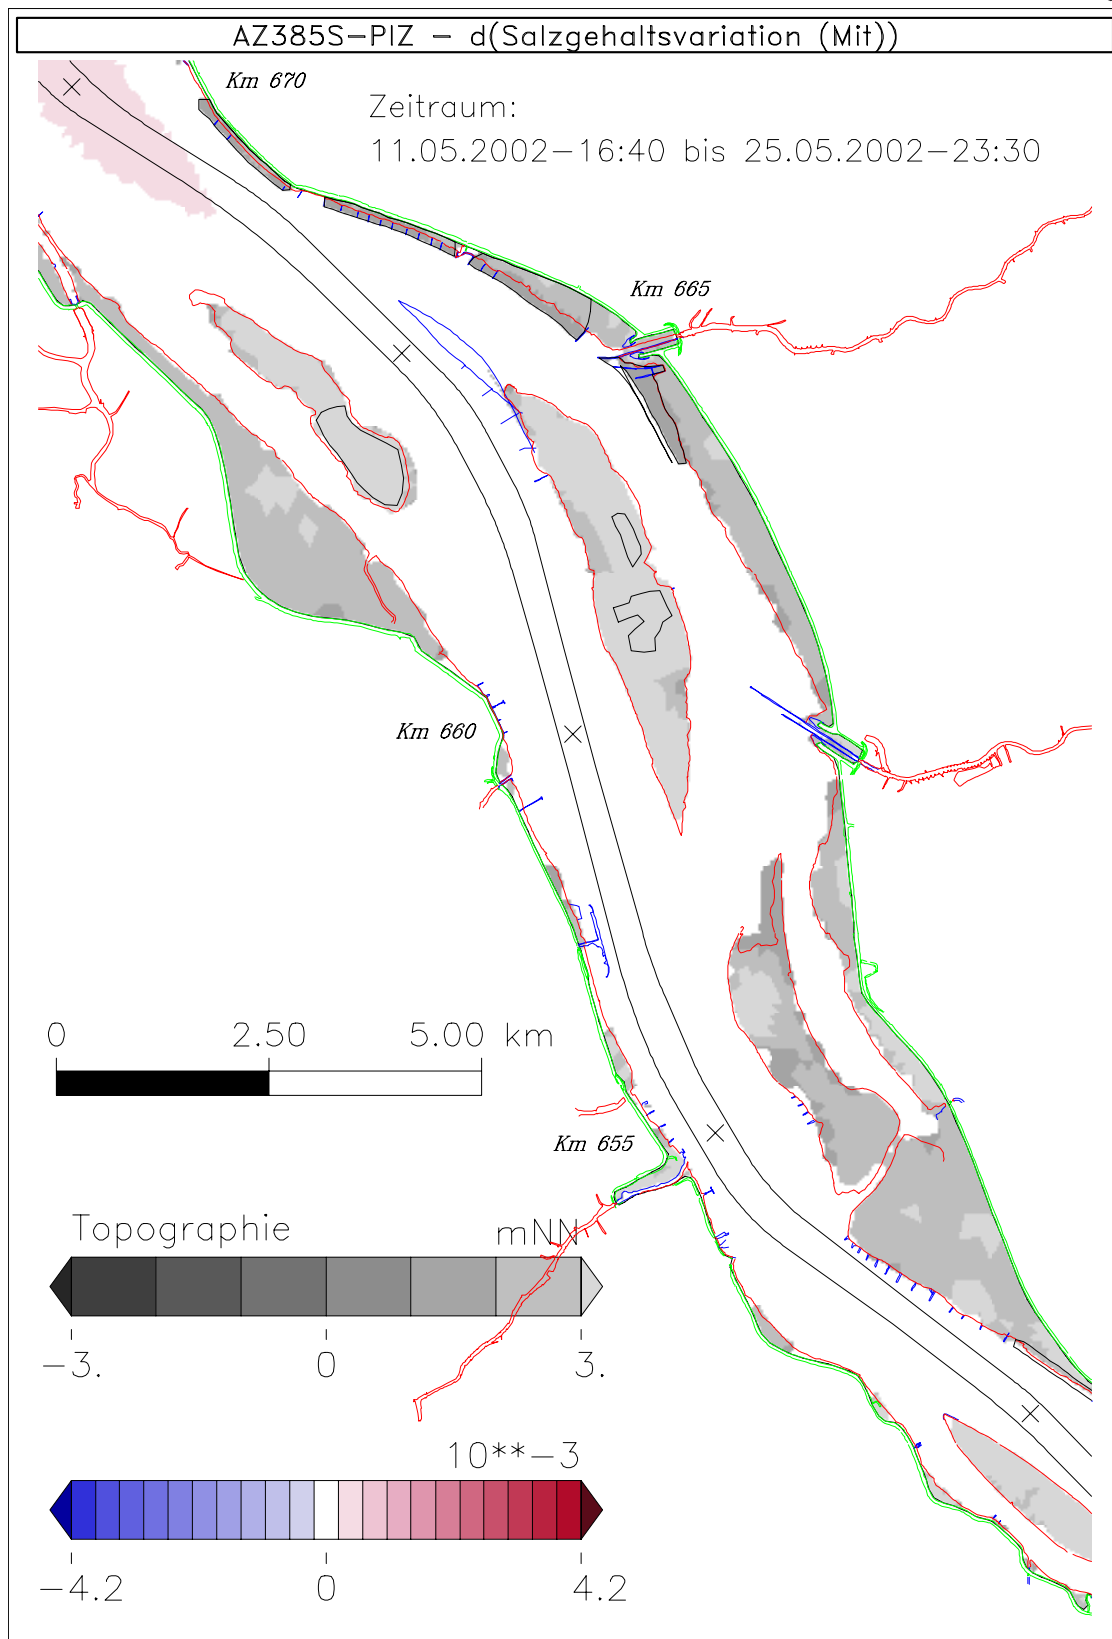 AZ385S-PIZ - d(Salzgehaltsvariation (Mit))
Km 670
Zeitraum:
11.05.2002-16:40 bis 25.05.2002-23:30
Km 665
Km 660
0 2.50 5.00 km
Km 655
Topographie mNN
-3. 0 3.
10**-3
-4.2 0 4.2